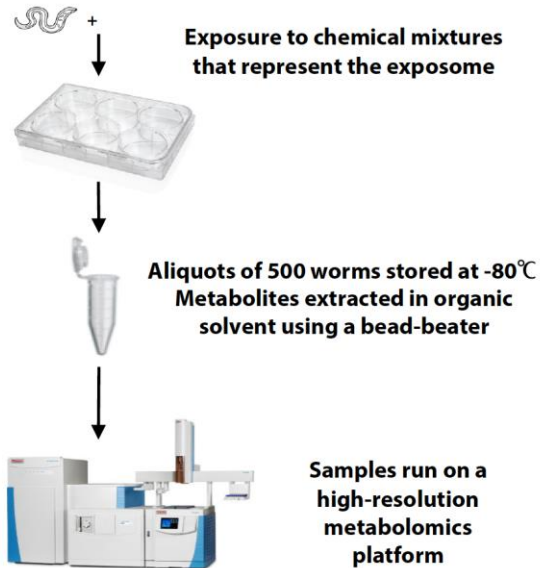 +
Exposure to chemical mixtures
that represent the exposome
Aliquots of 500 worms stored at -80℃
Metabolites extracted in organic
solvent using a bead-beater
Samples run on a
high-resolution
metabolomics
platform